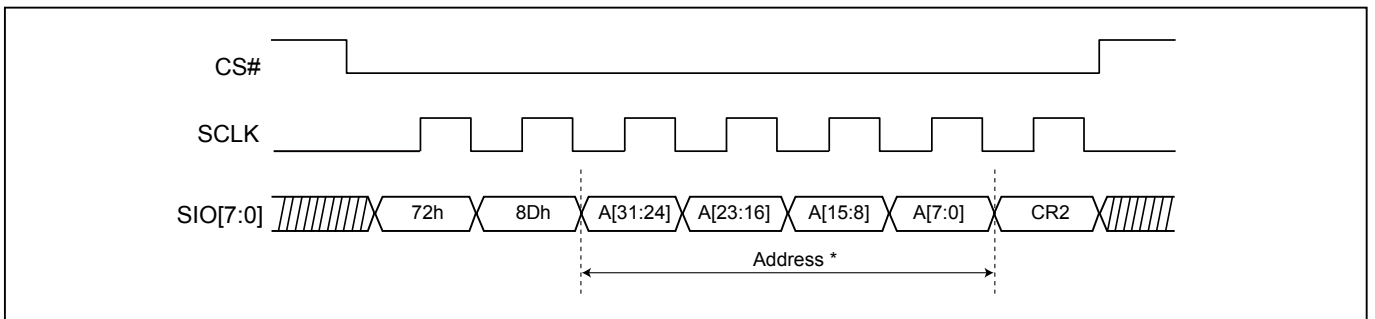 CS#
SCLK
SIO[7:0] 72h 8Dh A[31:24] A[23:16] A[15:8] A[7:0] CR2
Address *